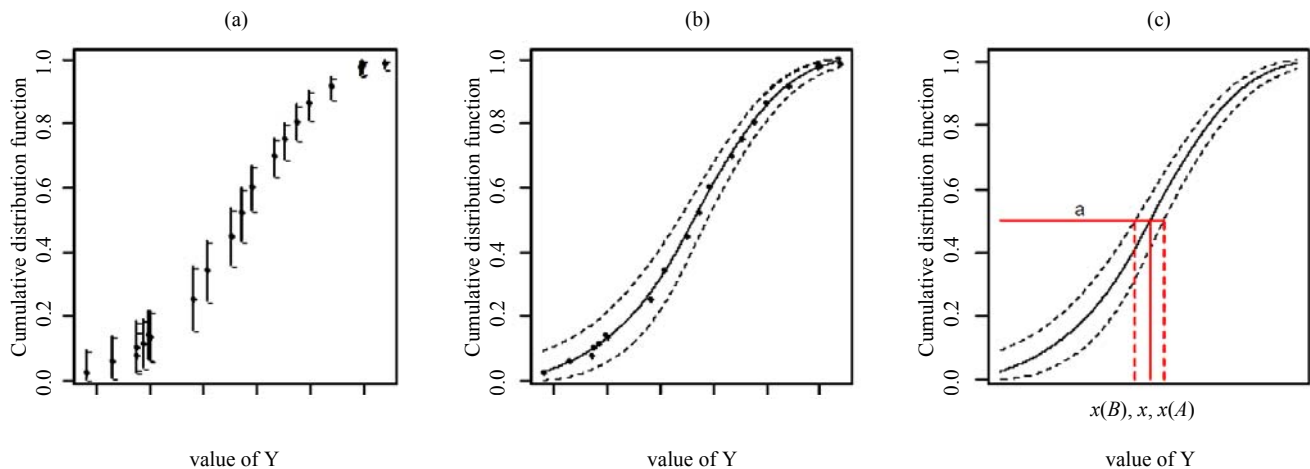 (a)
Cumulative distribution function
0.0 0.2 0.4 0.6 0.8 1.0
value of Y
(b)
Cumulative distribution function
0.0 0.2 0.4 0.6 0.8 1.0
value of Y
(c)
Cumulative distribution function
0.0 0.2 0.4 0.6 0.8 1.0
a
x(B), x, x(A)
value of Y